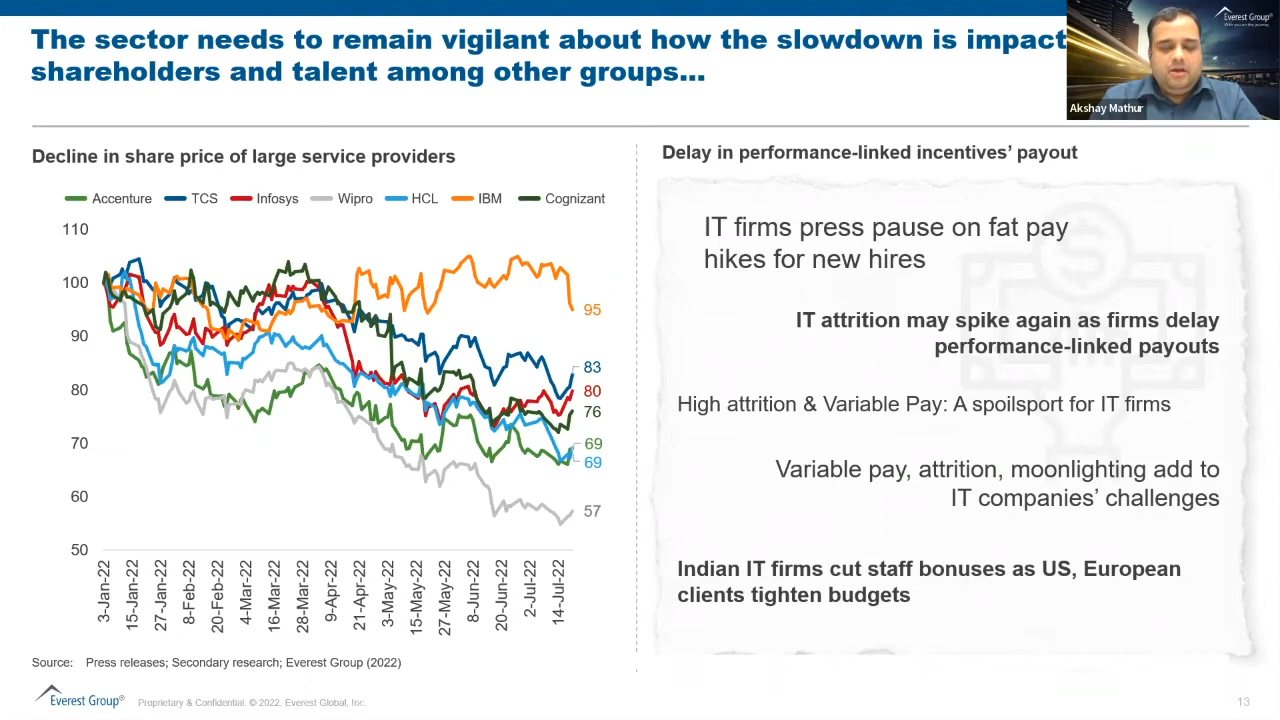 The sector needs to remain vigilant about how the slowdown is impact
shareholders and talent among other groups...
Everest Group®
With you on the journey
Akshay Mathur
Decline in share price of large service providers
Accenture TCS Infosys Wipro HCL IBM Cognizant
110
100
90
80
70
60
50
95
83
80
76
69
69
57
3-Jan-22
15-Jan-22
27-Jan-22
8-Feb-22
20-Feb-22
4-Mar-22
16-Mar-22
28-Mar-22
9-Apr-22
21-Apr-22
3-May-22
15-May-22
27-May-22
8-Jun-22
20-Jun-22
2-Jul-22
14-Jul-22
Source: Press releases; Secondary research; Everest Group (2022)
Delay in performance-linked incentives’ payout
IT firms press pause on fat pay
hikes for new hires
IT attrition may spike again as firms delay
performance-linked payouts
High attrition & Variable Pay: A spoilsport for IT firms
Variable pay, attrition, moonlighting add to
IT companies’ challenges
Indian IT firms cut staff bonuses as US, European
clients tighten budgets
Everest Group® Proprietary & Confidential. © 2022, Everest Global, Inc.
13